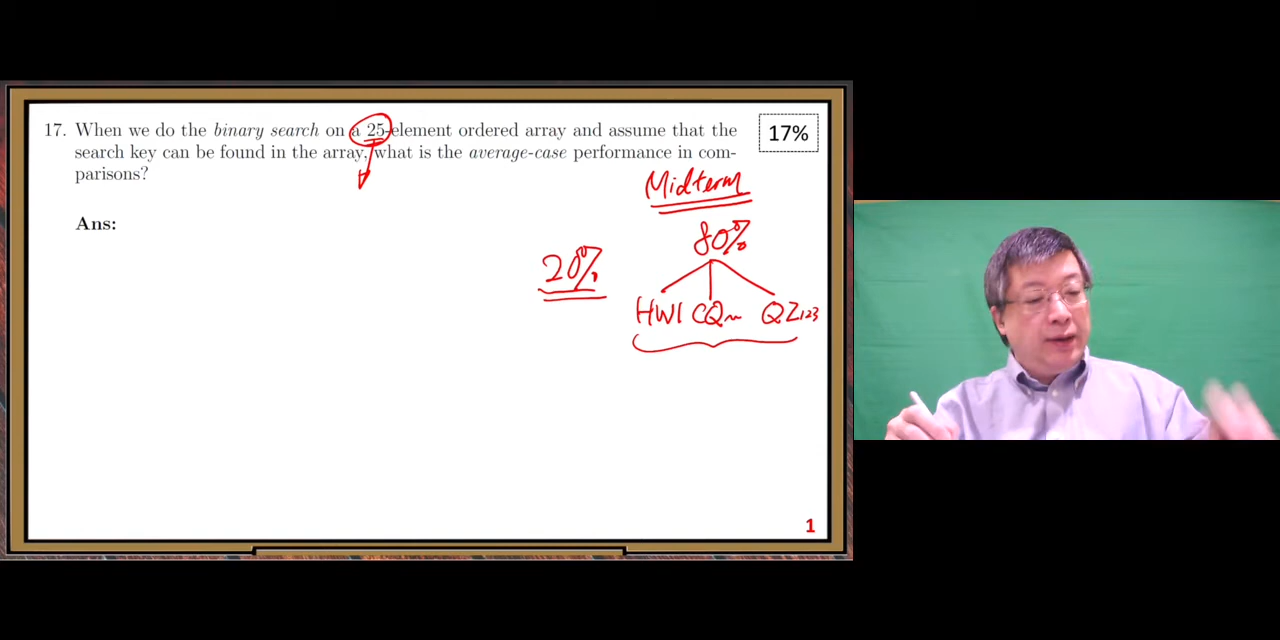 17. When we do the binary search on a 25-element ordered array and assume that the
search key can be found in the array, what is the average-case performance in com-
parisons?
17%
Ans:
Midterm
80%
20%
HW1 CQ~ QZ123
1